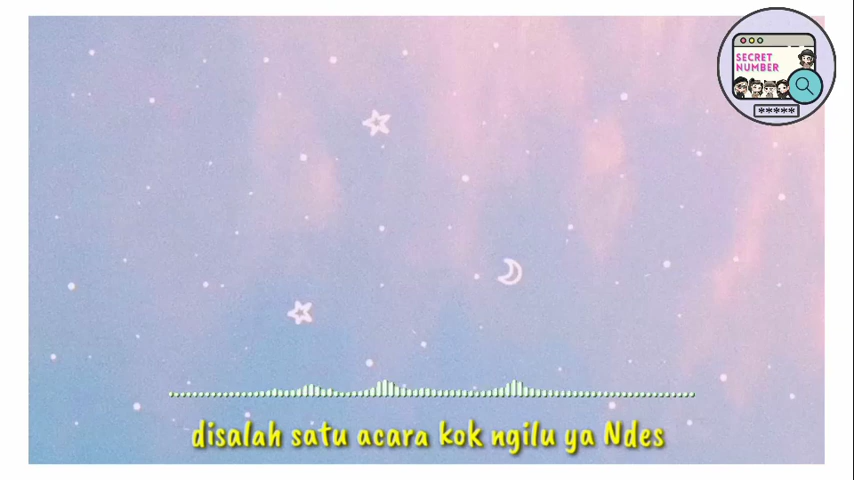 SECRET
NUMBER
*****
disalah satu acara kok ngilu ya Ndes